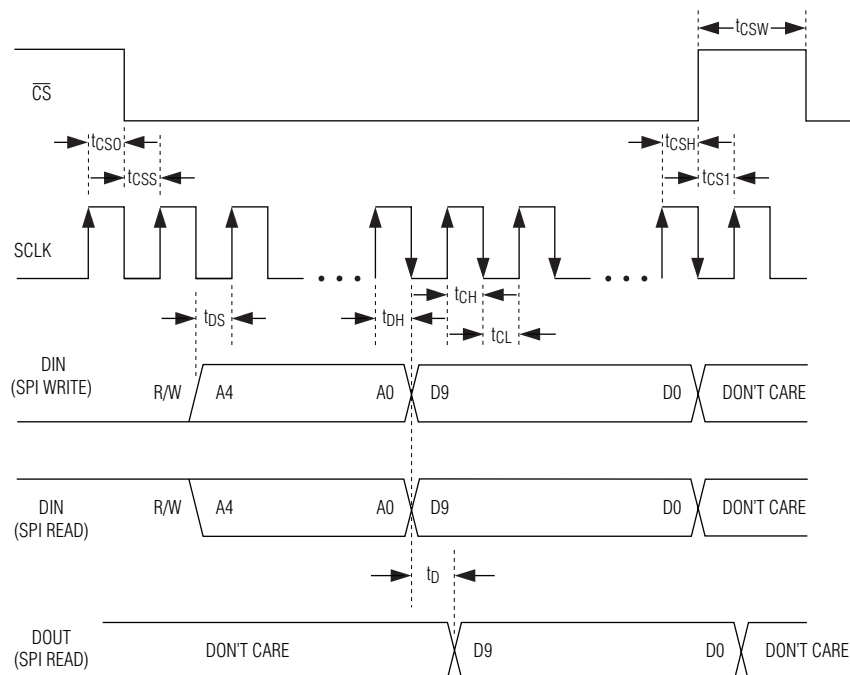 tCSW
CS
tCSO tCSH
tCSS tCS1
SCLK
tCH
tDS tDH
tCL
DIN
(SPI WRITE)
R/W A4 A0 D9 D0 DON'T CARE
DIN
(SPI READ)
R/W A4 A0 D9 D0 DON'T CARE
tD
DOUT
(SPI READ)
DON'T CARE D9 D0 DON'T CARE